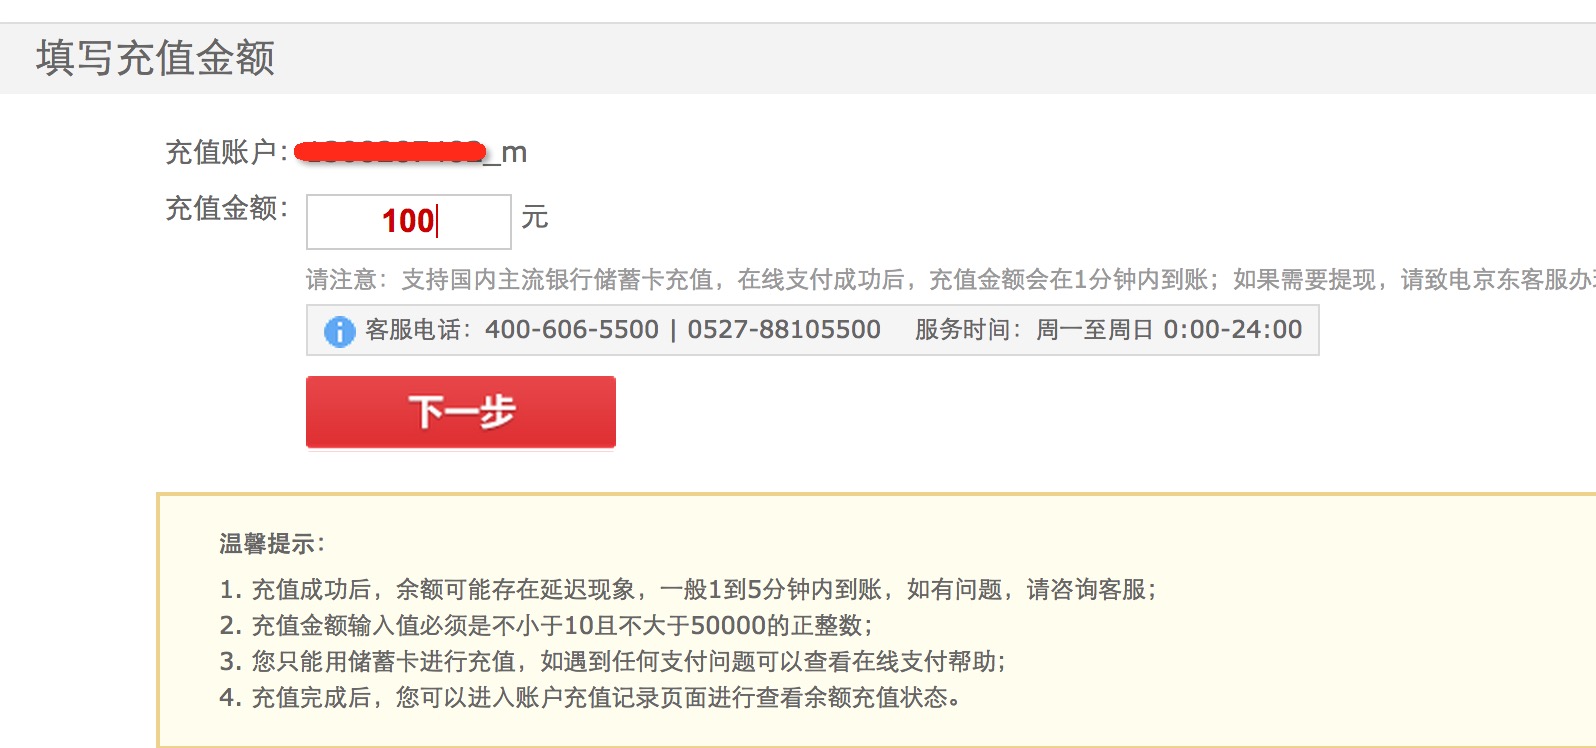 填写充值金额
充值账户：_m
充值金额： 100 元
请注意：支持国内主流银行储蓄卡充值，在线支付成功后，充值金额会在1分钟内到账；如果需要提现，请致电京东客服办
客服电话：400-606-5500 | 0527-88105500 服务时间：周一至周日 0:00-24:00
下一步
温馨提示：
1. 充值成功后，余额可能存在延迟现象，一般1到5分钟内到账，如有问题，请咨询客服；
2. 充值金额输入值必须是不小于10且不大于50000的正整数；
3. 您只能用储蓄卡进行充值，如遇到任何支付问题可以查看在线支付帮助；
4. 充值完成后，您可以进入账户充值记录页面进行查看余额充值状态。